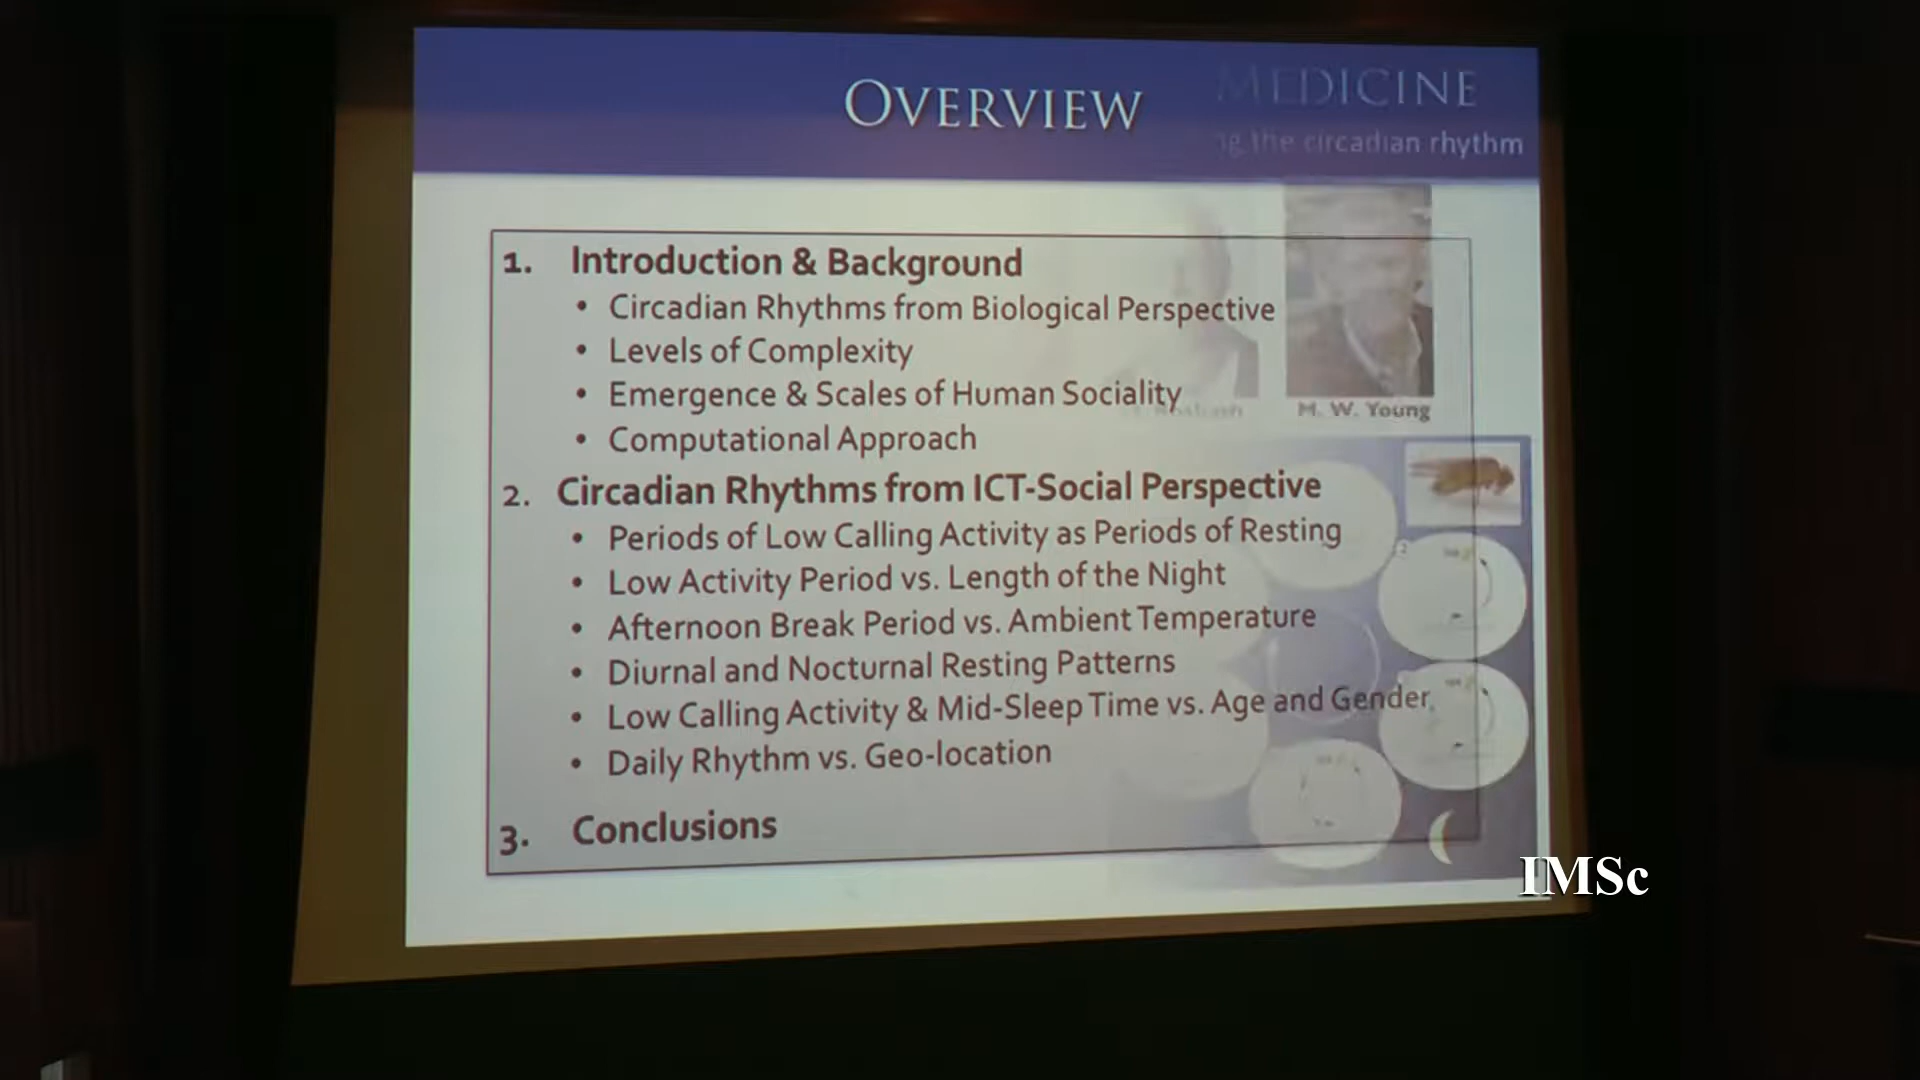 OVERVIEW
MEDICINE
the circadian rhythm
1. Introduction & Background
• Circadian Rhythms from Biological Perspective
• Levels of Complexity
• Emergence & Scales of Human Sociality
• Computational Approach
M. W. Young
2. Circadian Rhythms from ICT-Social Perspective
• Periods of Low Calling Activity as Periods of Resting
• Low Activity Period vs. Length of the Night
• Afternoon Break Period vs. Ambient Temperature
• Diurnal and Nocturnal Resting Patterns
• Low Calling Activity & Mid-Sleep Time vs. Age and Gender
• Daily Rhythm vs. Geo-location
3. Conclusions
IMSc